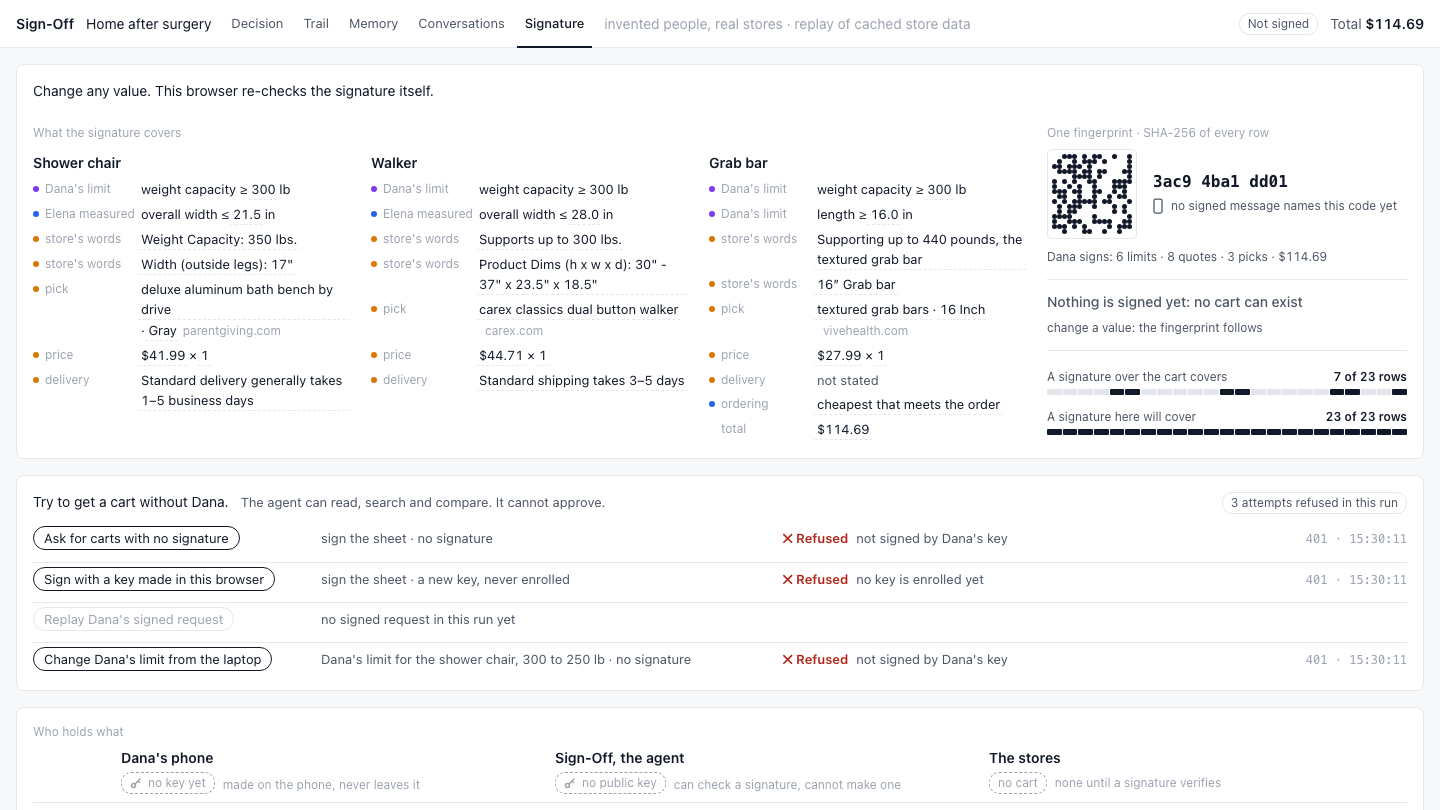 Sign-Off Home after surgery Decision Trail Memory Conversations Signature invented people, real stores · replay of cached store data Not signed Total $114.69
Change any value. This browser re-checks the signature itself.
What the signature covers
Shower chair
Dana's limit weight capacity ≥ 300 lb
Elena measured overall width ≤ 21.5 in
store's words Weight Capacity: 350 lbs.
store's words Width (outside legs): 17"
pick deluxe aluminum bath bench by
drive
· Gray parentgiving.com
price $41.99 × 1
delivery Standard delivery generally takes
1–5 business days
Walker
Dana's limit weight capacity ≥ 300 lb
Elena measured overall width ≤ 28.0 in
store's words Supports up to 300 lbs.
store's words Product Dims (h x w x d): 30" -
37" x 23.5" x 18.5"
pick carex classics dual button walker
carex.com
price $44.71 × 1
delivery Standard shipping takes 3–5 days
Grab bar
Dana's limit weight capacity ≥ 300 lb
Dana's limit length ≥ 16.0 in
store's words Supporting up to 440 pounds, the
textured grab bar
store's words 16” Grab bar
pick textured grab bars · 16 Inch
vivehealth.com
price $27.99 × 1
delivery not stated
ordering cheapest that meets the order
total $114.69
One fingerprint · SHA-256 of every row
3ac9 4ba1 dd01
no signed message names this code yet
Dana signs: 6 limits · 8 quotes · 3 picks · $114.69
Nothing is signed yet: no cart can exist
change a value: the fingerprint follows
A signature over the cart covers 7 of 23 rows
A signature here will cover 23 of 23 rows
Try to get a cart without Dana. The agent can read, search and compare. It cannot approve. 3 attempts refused in this run
Ask for carts with no signature sign the sheet · no signature Refused not signed by Dana's key 401 · 15:30:11
Sign with a key made in this browser sign the sheet · a new key, never enrolled Refused no key is enrolled yet 401 · 15:30:11
Replay Dana's signed request no signed request in this run yet
Change Dana's limit from the laptop Dana's limit for the shower chair, 300 to 250 lb · no signature Refused not signed by Dana's key 401 · 15:30:11
Who holds what
Dana's phone
no key yet made on the phone, never leaves it
Sign-Off, the agent
no public key can check a signature, cannot make one
The stores
no cart none until a signature verifies